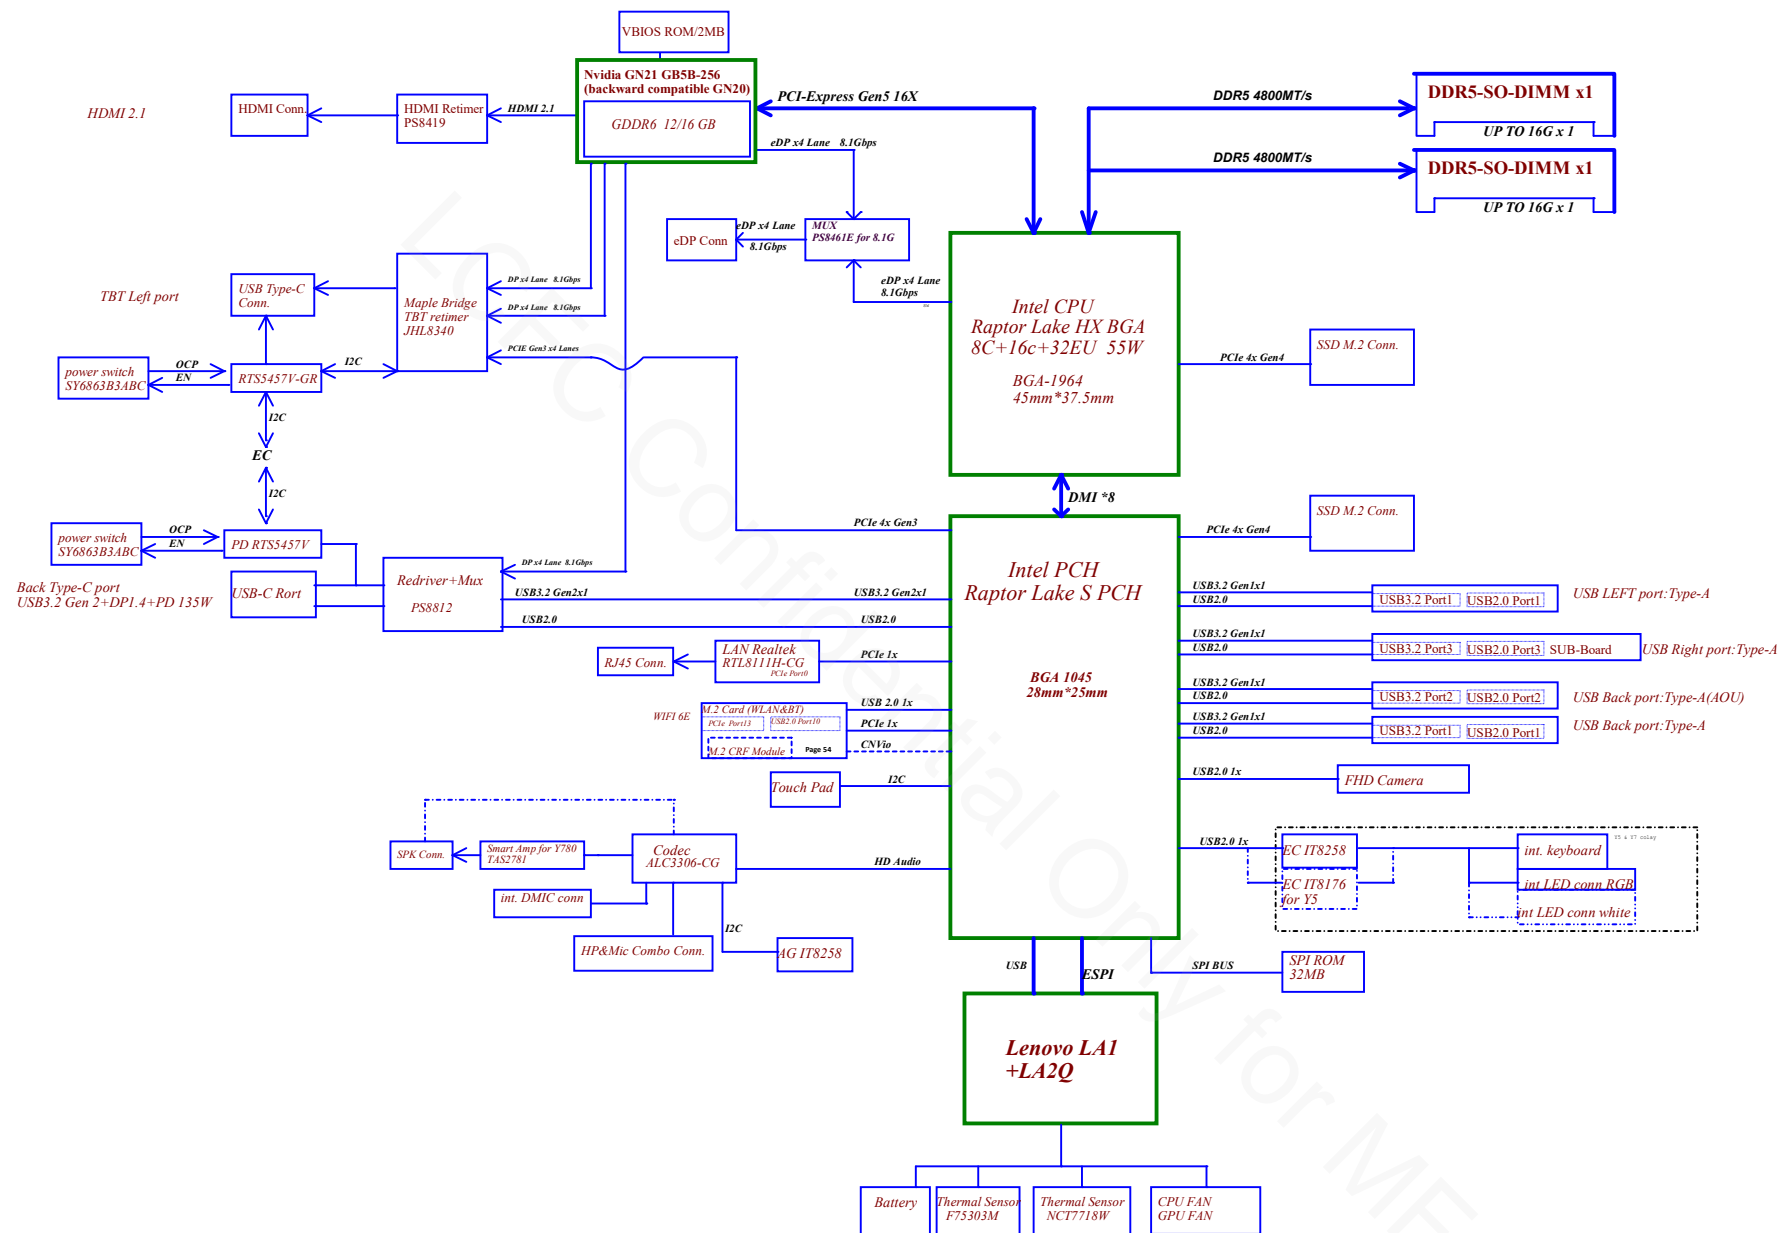 VBIOS ROM/2MB
Nvidia GN21 GB5B-256
(backward compatible GN20)
GDDR6 12/16 GB
HDMI 2.1
HDMI Conn.
HDMI Retimer
PS8419
HDMI 2.1
PCI-Express Gen5 16X
DDR5 4800MT/s
DDR5-SO-DIMM x1
UP TO 16G x 1
DDR5 4800MT/s
DDR5-SO-DIMM x1
UP TO 16G x 1
eDP x4 Lane 8.1Gbps
eDP Conn
eDP x4 Lane
8.1Gbps
MUX
PS8461E for 8.1G
eDP x4 Lane
8.1Gbps
TBT Left port
USB Type-C
Conn.
Maple Bridge
TBT retimer
JHL8340
DP x4 Lane 8.1Gbps
DP x4 Lane 8.1Gbps
PCIE Gen3 x4 Lanes
Intel CPU
Raptor Lake HX BGA
8C+16c+32EU 55W
BGA-1964
45mm*37.5mm
PCIe 4x Gen4
SSD M.2 Conn.
power switch
SY6863B3ABC
OCP
EN
RTS5457V-GR
I2C
I2C
EC
I2C
DMI *8
power switch
SY6863B3ABC
OCP
EN
PD RTS5457V
Back Type-C port
USB3.2 Gen 2+DP1.4+PD 135W
USB-C Rort
Redriver+Mux
PS8812
DP x4 Lane 8.1Gbps
USB3.2 Gen2x1
USB2.0
PCIe 4x Gen3
USB3.2 Gen2x1
USB2.0
Intel PCH
Raptor Lake S PCH
BGA 1045
28mm*25mm
PCIe 4x Gen4
SSD M.2 Conn.
USB3.2 Gen1x1
USB2.0
USB3.2 Port1
USB2.0 Port1
USB LEFT port:Type-A
USB3.2 Gen1x1
USB2.0
USB3.2 Port3
USB2.0 Port3
SUB-Board
USB Right port:Type-A
USB3.2 Gen1x1
USB2.0
USB3.2 Port2
USB2.0 Port2
USB Back port:Type-A(AOU)
USB3.2 Gen1x1
USB2.0
USB3.2 Port1
USB2.0 Port1
USB Back port:Type-A
RJ45 Conn.
LAN Realtek
RTL8111H-CG
PCIe Port0
PCIe 1x
WIFI 6E
M.2 Card (WLAN&BT)
PCIe Port13
USB2.0 Port10
M.2 CRF Module
Page 54
USB 2.0 1x
PCIe 1x
CNVio
Touch Pad
I2C
USB2.0 1x
FHD Camera
SPK Conn.
Smart Amp for Y780
TAS2781
Codec
ALC3306-CG
HD Audio
int. DMIC conn
HP&Mic Combo Conn.
I2C
AG IT8258
USB2.0 1x
EC IT8258
EC IT8176
for Y5
int. keyboard
int LED conn RGB
int LED conn white
Y5 & Y7 colay
USB
ESPI
SPI BUS
SPI ROM
32MB
Lenovo LA1
+LA2Q
Battery
Thermal Sensor
F75303M
Thermal Sensor
NCT7718W
CPU FAN
GPU FAN
LCFC Confidential Only for ME